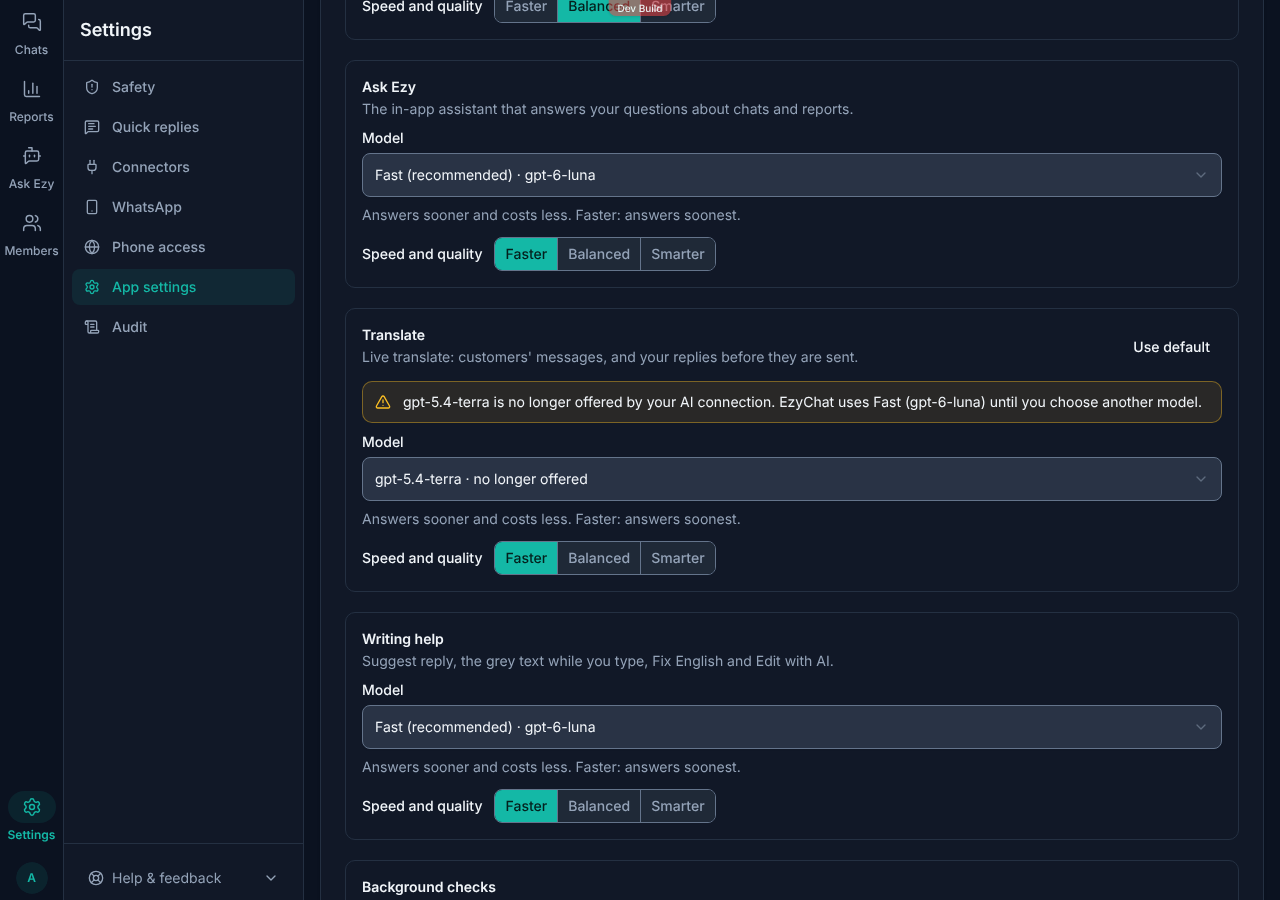 Chats
Reports
Ask Ezy
Members
Settings
A
Settings
Safety
Quick replies
Connectors
WhatsApp
Phone access
App settings
Audit
Help & feedback
Dev Build
Speed and quality Faster
Ask Ezy
The in-app assistant that answers your questions about chats and reports.
Model
Fast (recommended) · gpt-6-luna
Answers sooner and costs less. Faster: answers soonest.
Speed and quality Faster Balanced Smarter
Translate
Live translate: customers' messages, and your replies before they are sent.
Use default
gpt-5.4-terra is no longer offered by your AI connection. EzyChat uses Fast (gpt-6-luna) until you choose another model.
Model
gpt-5.4-terra · no longer offered
Answers sooner and costs less. Faster: answers soonest.
Speed and quality Faster Balanced Smarter
Writing help
Suggest reply, the grey text while you type, Fix English and Edit with AI.
Model
Fast (recommended) · gpt-6-luna
Answers sooner and costs less. Faster: answers soonest.
Speed and quality Faster Balanced Smarter
Background checks